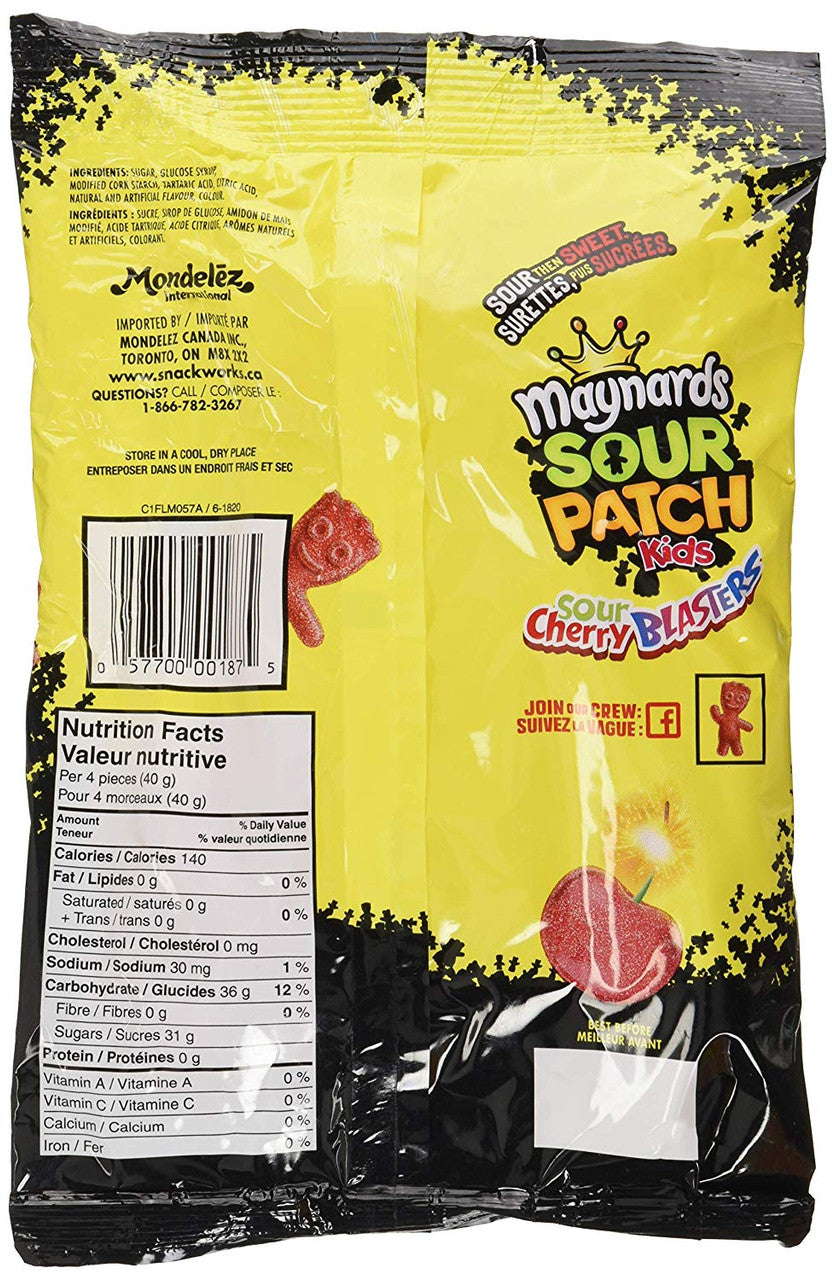 INGREDIENTS: SUGAR, GLUCOSE SYRUP,
MODIFIED CORN STARCH, TARTARIC ACID, CITRIC ACID,
NATURAL AND ARTIFICIAL FLAVOUR, COLOUR.
INGRÉDIENTS : SUCRE, SIROP DE GLUCOSE, AMIDON DE MAÏS
MODIFIÉ, ACIDE TARTRIQUE, ACIDE CITRIQUE, ARÔMES NATURELS
ET ARTIFICIELS, COLORANT.
Mondelēz,
International
IMPORTED BY / IMPORTÉ PAR
MONDELEZ CANADA INC.,
TORONTO, ON M8X 2X2
www.snackworks.ca
QUESTIONS? CALL / COMPOSER LE :
1-866-782-3267
STORE IN A COOL, DRY PLACE
ENTREPOSER DANS UN ENDROIT FRAIS ET SEC
C1FLM057A / 6-1820
0 57700 00187 5
Nutrition Facts
Valeur nutritive
Per 4 pieces (40 g)
Pour 4 morceaux (40 g)
Amount % Daily Value
Teneur % valeur quotidienne
Calories / Calories 140
Fat / Lipides 0 g 0 %
Saturated / saturés 0 g
+ Trans / trans 0 g 0 %
Cholesterol / Cholestérol 0 mg
Sodium / Sodium 30 mg 1 %
Carbohydrate / Glucides 36 g 12 %
Fibre / Fibres 0 g 0 %
Sugars / Sucres 31 g
Protein / Protéines 0 g
Vitamin A / Vitamine A 0 %
Vitamin C / Vitamine C 0 %
Calcium / Calcium 0 %
Iron / Fer 0 %
SOUR THEN SWEET.
SURETTES, PUIS SUCRÉES.
Maynards
SOUR
PATCH
Kids
Sour
Cherry BLASTERS
JOIN OUR CREW:
SUIVEZ LA VAGUE : f
BEST BEFORE
MEILLEUR AVANT